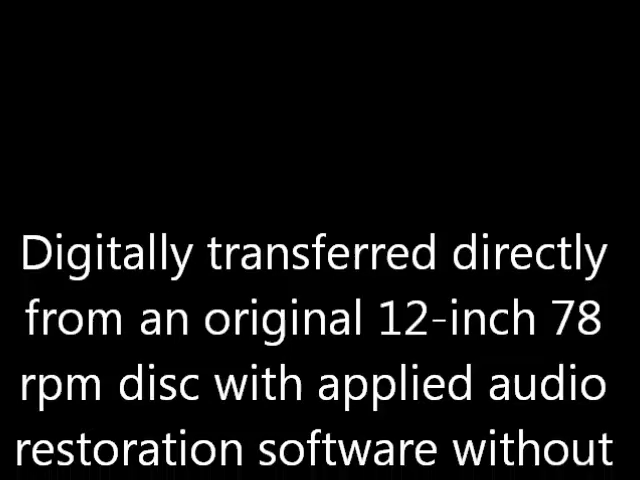 Digitally transferred directly
from an original 12-inch 78
rpm disc with applied audio
restoration software without